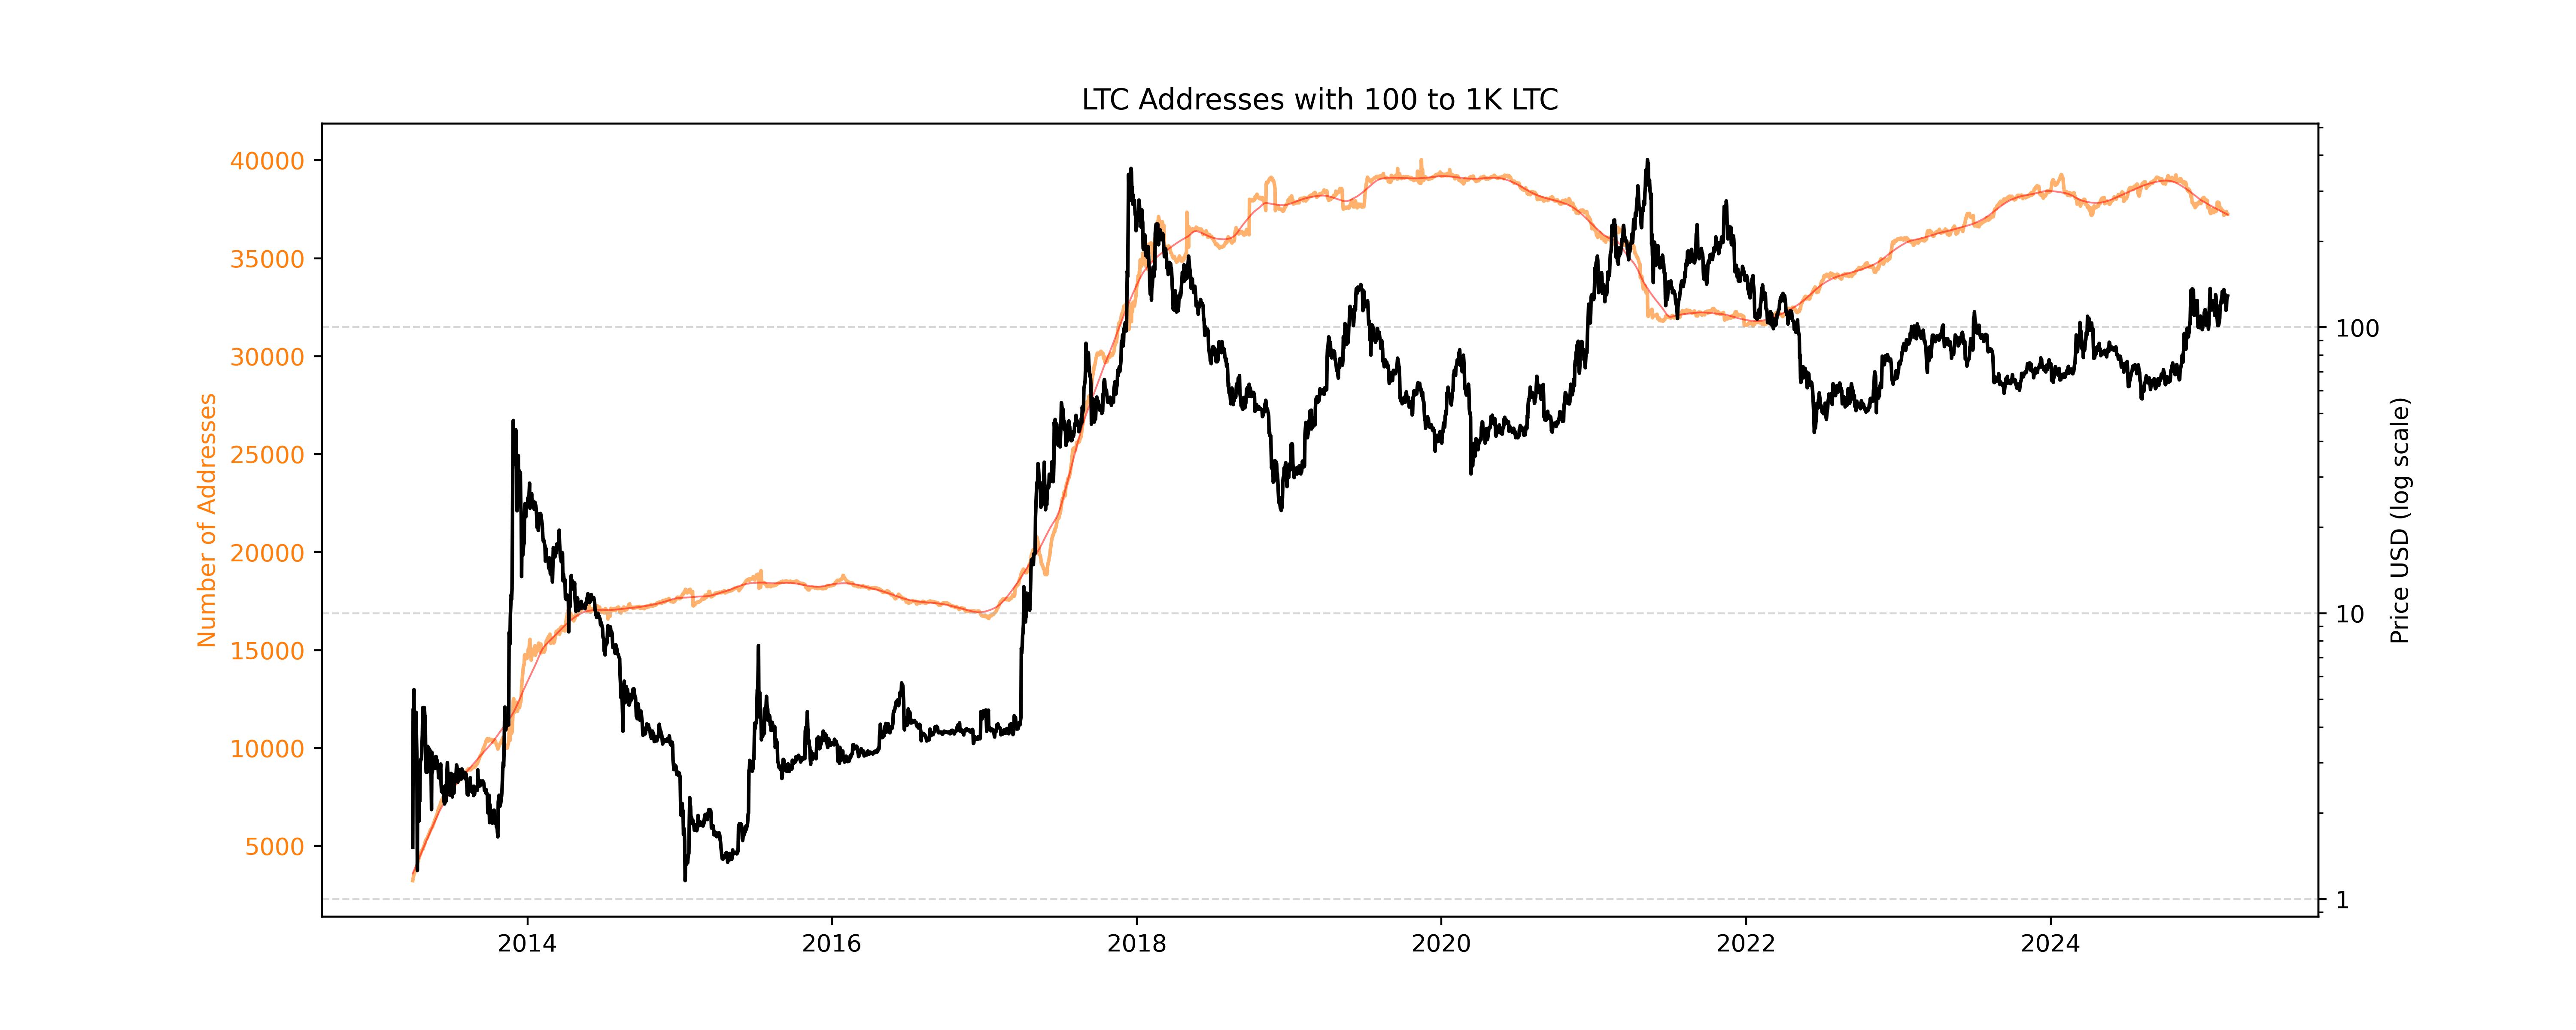 LTC Addresses with 100 to 1K LTC
Number of Addresses
40000
35000
30000
25000
20000
15000
10000
5000
100
10
1
Price USD (log scale)
2014 2016 2018 2020 2022 2024